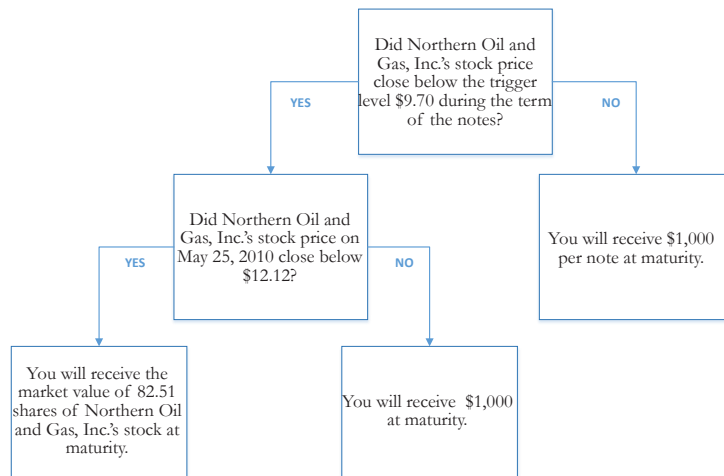 Did Northern Oil and
Gas, Inc.'s stock price
close below the trigger
level $9.70 during the term
of the notes?
YES
NO
Did Northern Oil and
Gas, Inc.'s stock price on
May 25, 2010 close below
$12.12?
You will receive $1,000
per note at maturity.
YES
NO
You will receive the
market value of 82.51
shares of Northern Oil
and Gas, Inc.'s stock at
maturity.
You will receive $1,000
at maturity.